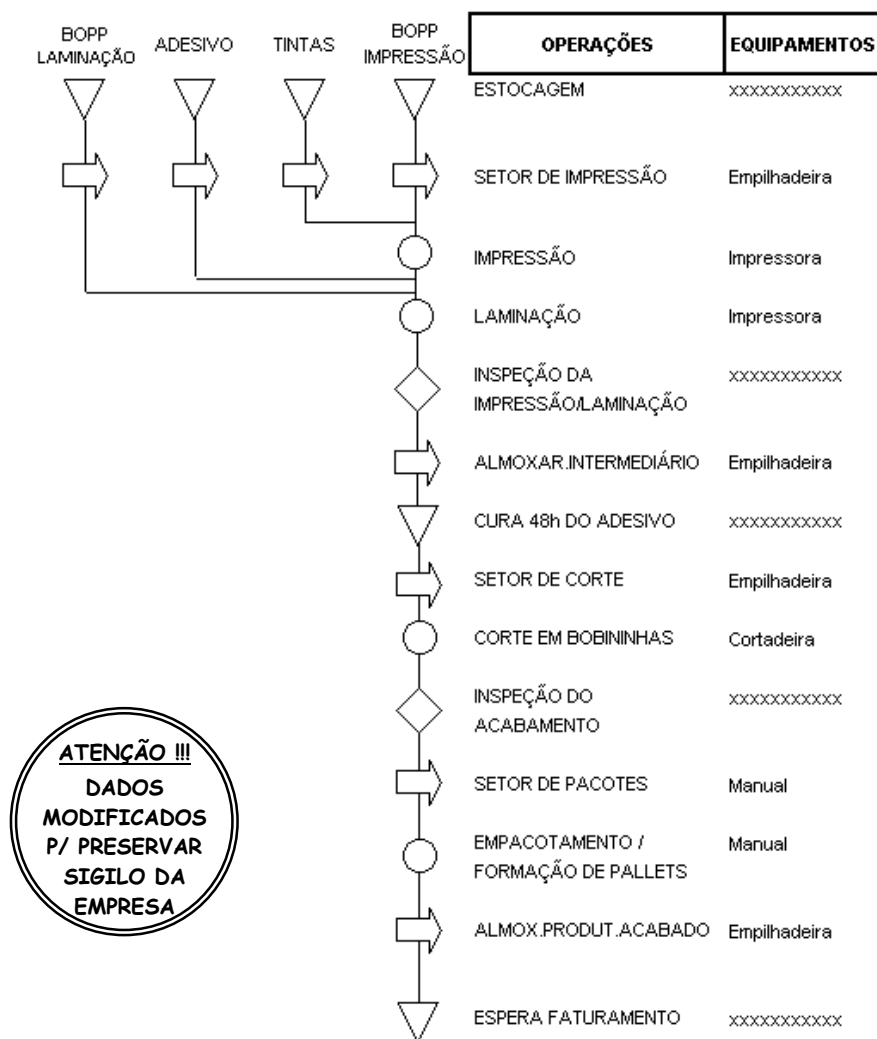 BOPP
LAMINAÇÃO
ADESIVO
TINTAS
BOPP
IMPRESSÃO
OPERAÇÕES
EQUIPAMENTOS
ESTOCAGEM
xxxxxxxxxxx
SETOR DE IMPRESSÃO
Empilhadeira
IMPRESSÃO
Impressora
LAMINAÇÃO
Impressora
INSPEÇÃO DA
IMPRESSÃO/LAMINAÇÃO
xxxxxxxxxxx
ALMOXAR.INTERMEDIÁRIO
Empilhadeira
CURA 48h DO ADESIVO
xxxxxxxxxxx
SETOR DE CORTE
Empilhadeira
CORTE EM BOBININHAS
Cortadeira
INSPEÇÃO DO
ACABAMENTO
xxxxxxxxxxx
SETOR DE PACOTES
Manual
EMPACOTAMENTO /
FORMAÇÃO DE PALLETS
Manual
ALMOX.PRODUT.ACABADO
Empilhadeira
ESPERA FATURAMENTO
xxxxxxxxxxx
ATENÇÃO !!!
DADOS
MODIFICADOS
P/ PRESERVAR
SIGILO DA
EMPRESA